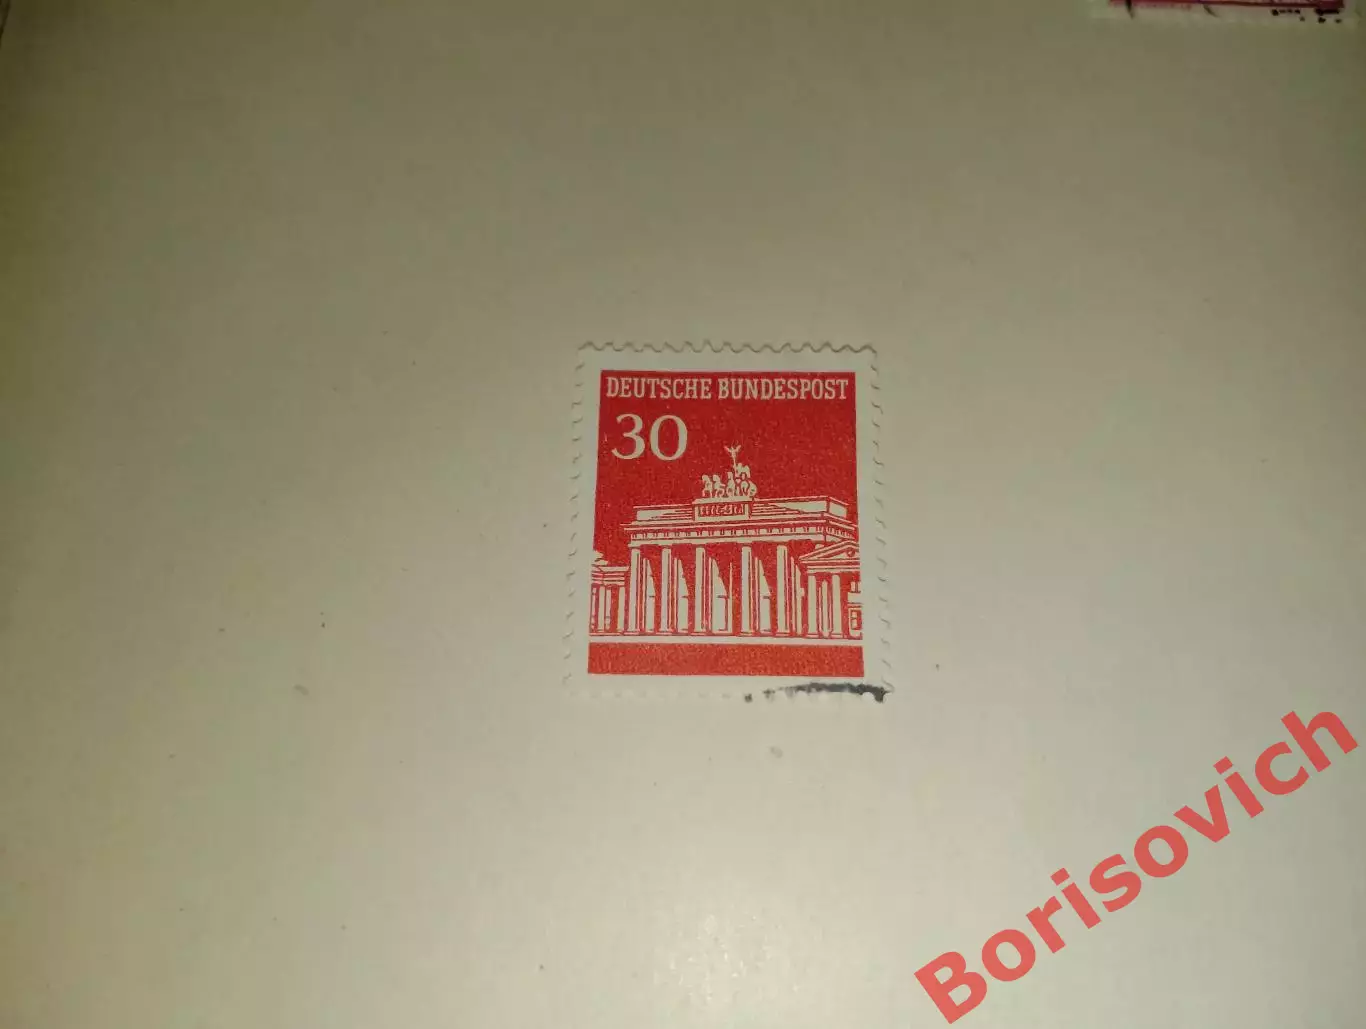 DEUTSCHE BUNDESPOST
30
Borisovich